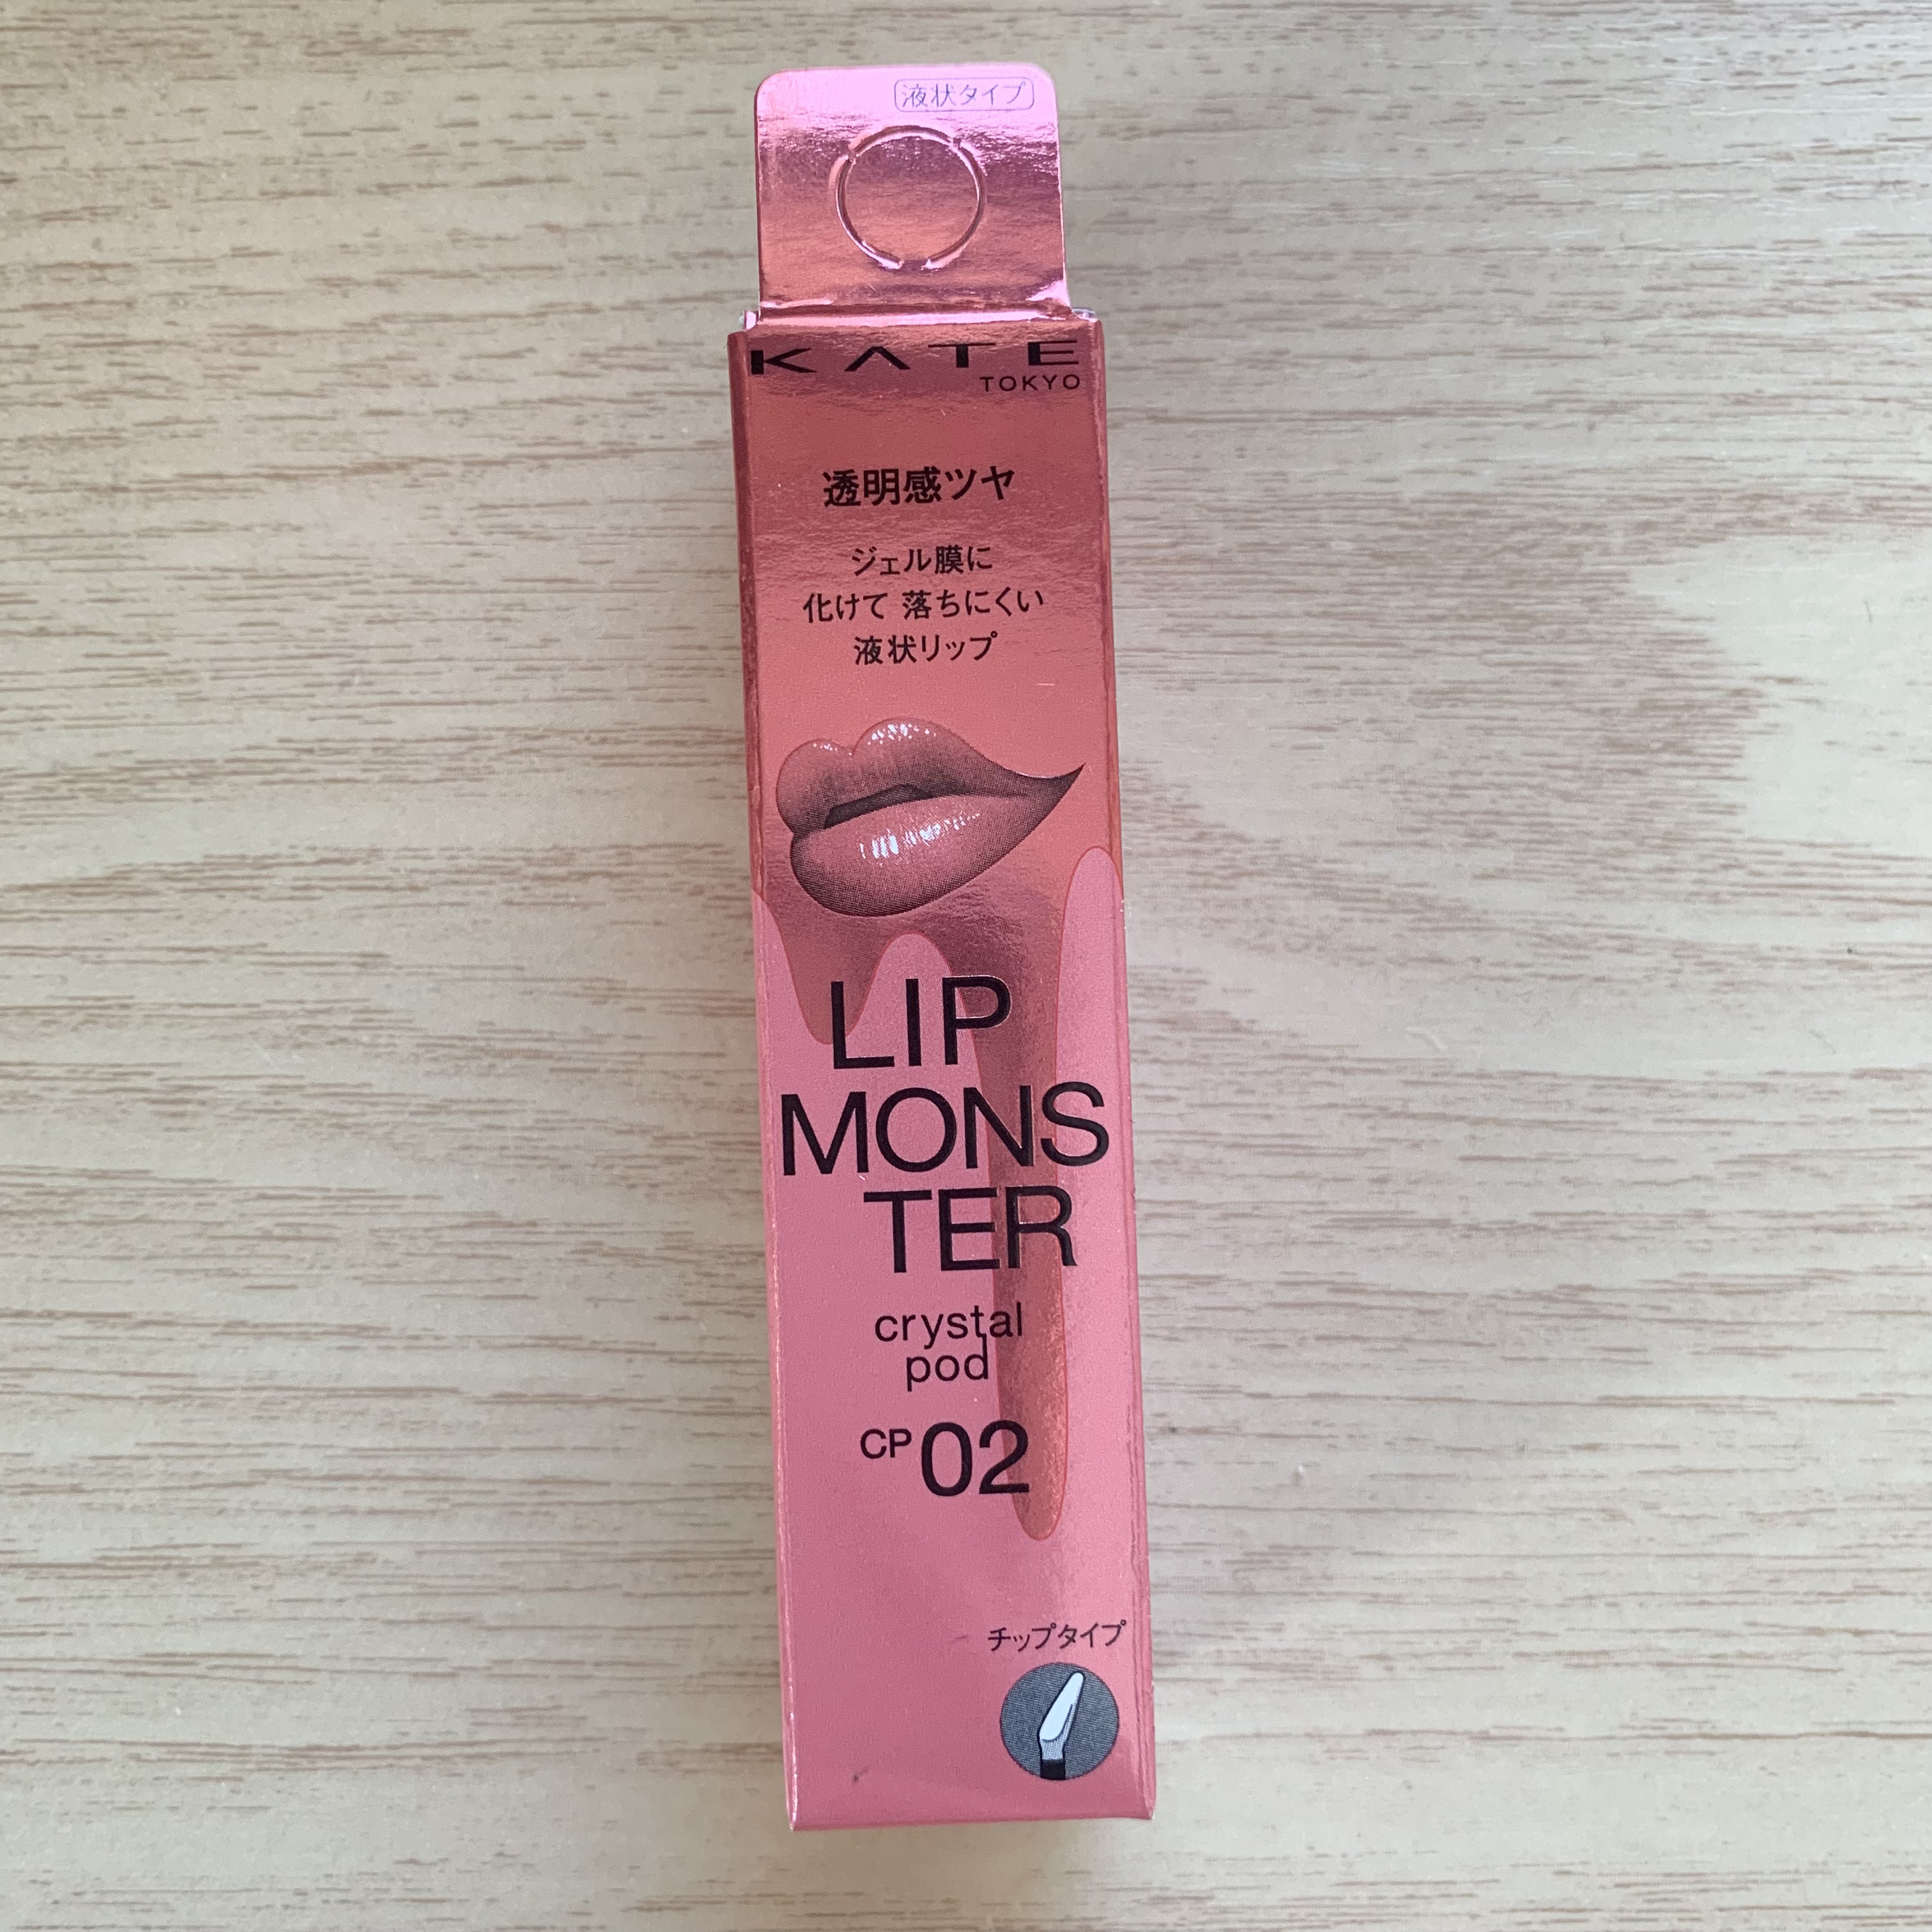 液状タイプ
KATE
TOKYO
透明感ツヤ
ジェル膜に
化けて 落ちにくい
液状リップ
LIP
MONS
TER
crystal
pod
CP02
チップタイプ